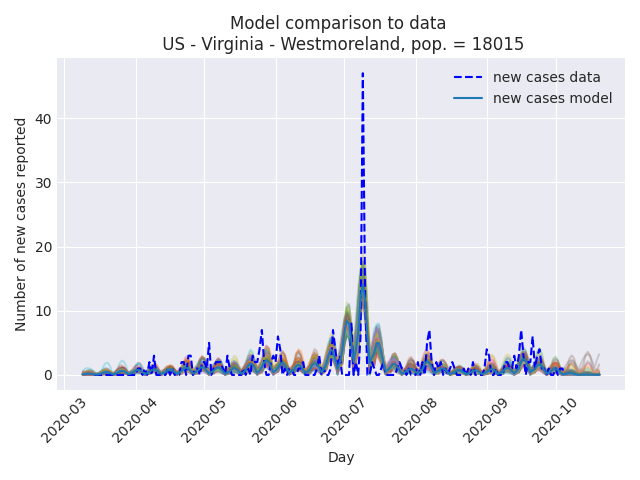 Model comparison to data
US - Virginia - Westmoreland, pop. = 18015
new cases data
new cases model
Number of new cases reported
40
30
20
10
0
2020-03
2020-04
2020-05
2020-06
2020-07
2020-08
2020-09
2020-10
Day